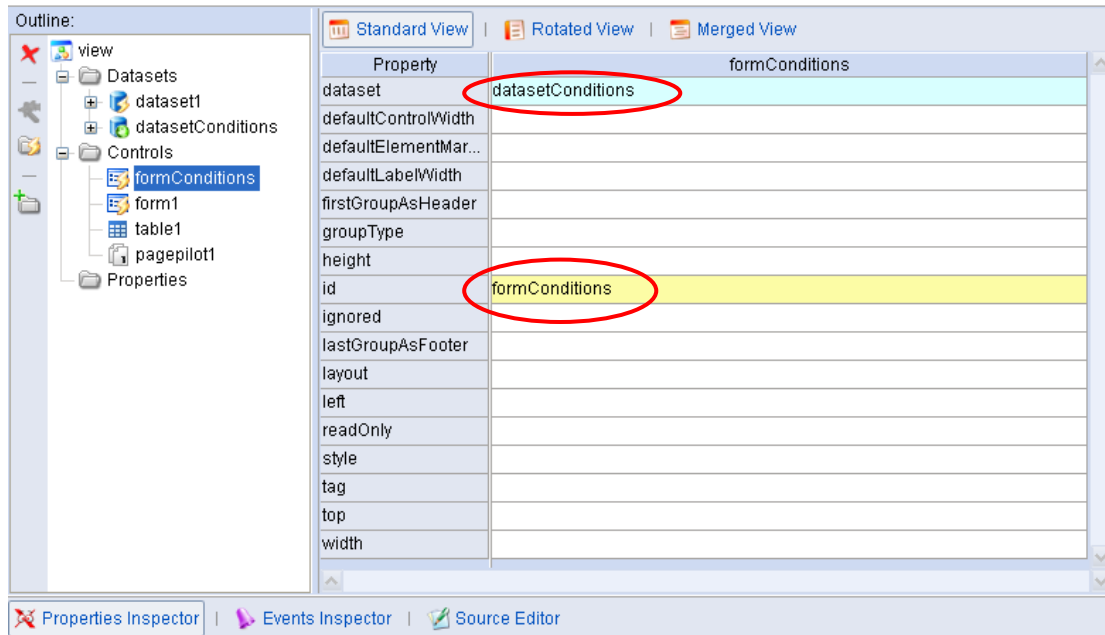 Outline:
view
Datasets
dataset1
datasetConditions
Controls
formConditions
form1
table1
pagepilot1
Properties
Standard View | Rotated View | Merged View
Property formConditions
dataset datasetConditions
defaultControlWidth
defaultElementMar...
defaultLabelWidth
firstGroupAsHeader
groupType
height
id formConditions
ignored
lastGroupAsFooter
layout
left
readOnly
style
tag
top
width
Properties Inspector | Events Inspector | Source Editor